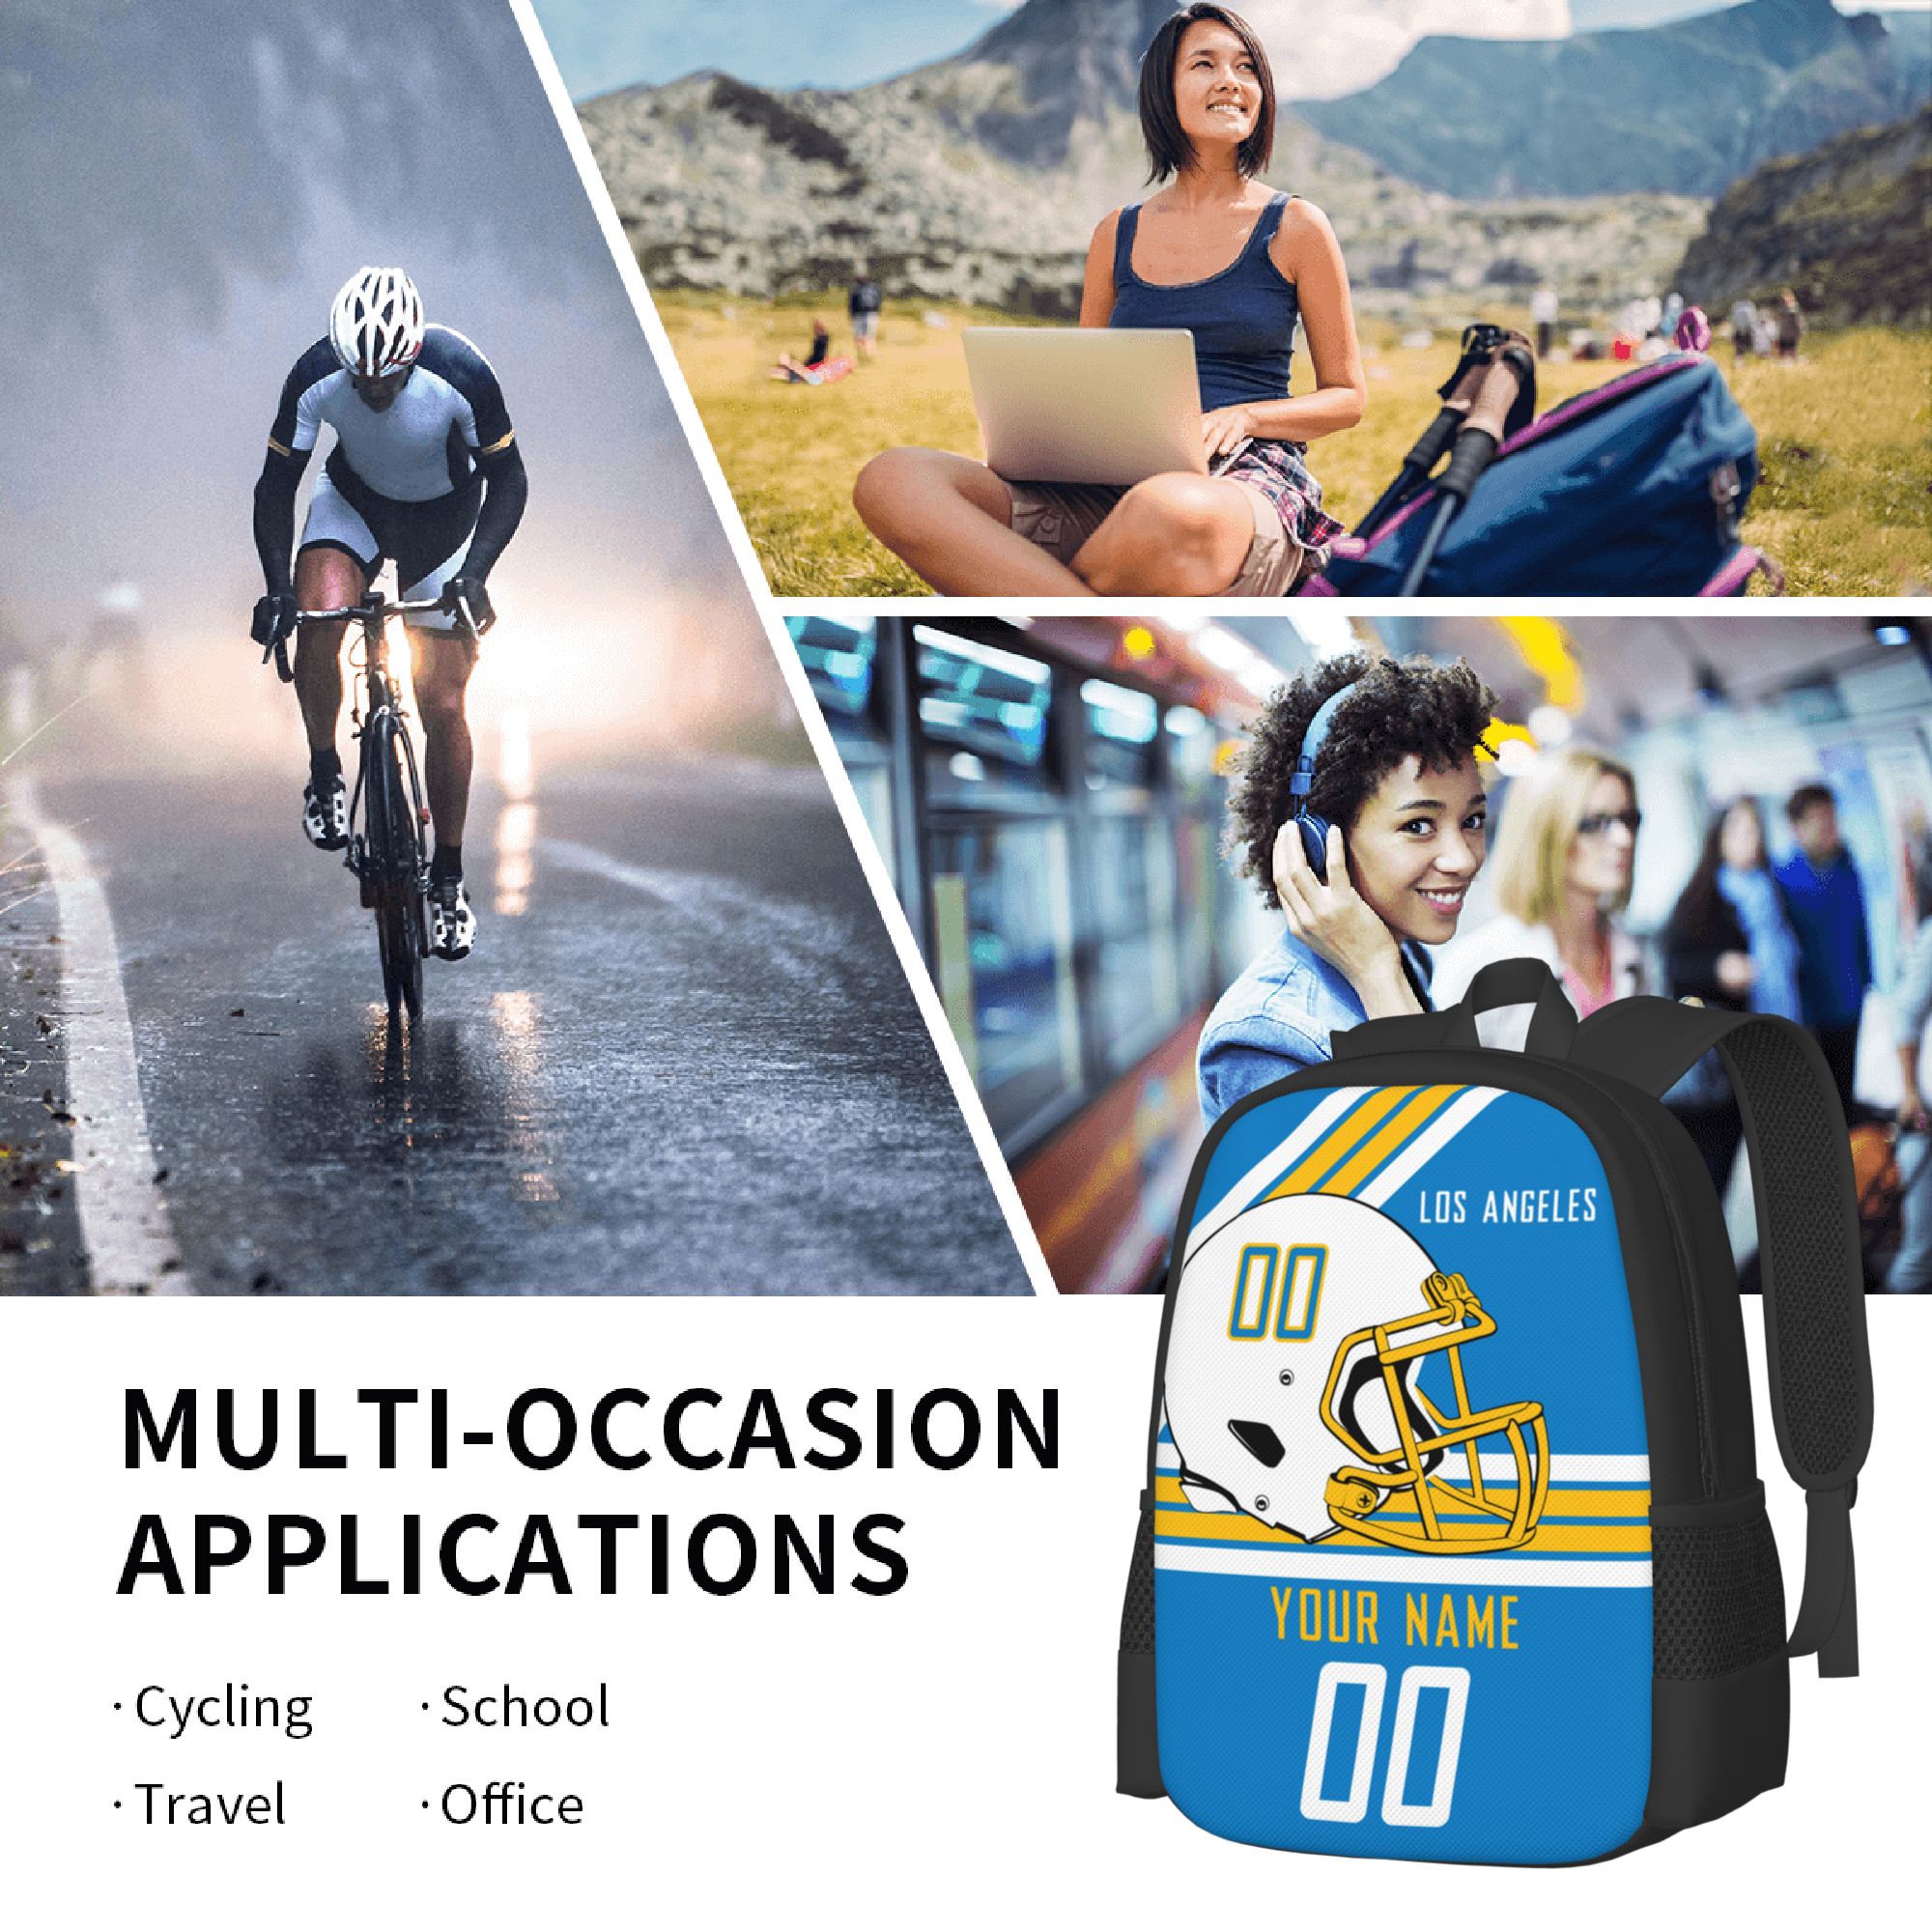 LOS ANGELES
00
YOUR NAME
00
MULTI-OCCASION
APPLICATIONS
· Cycling
· School
· Travel
· Office